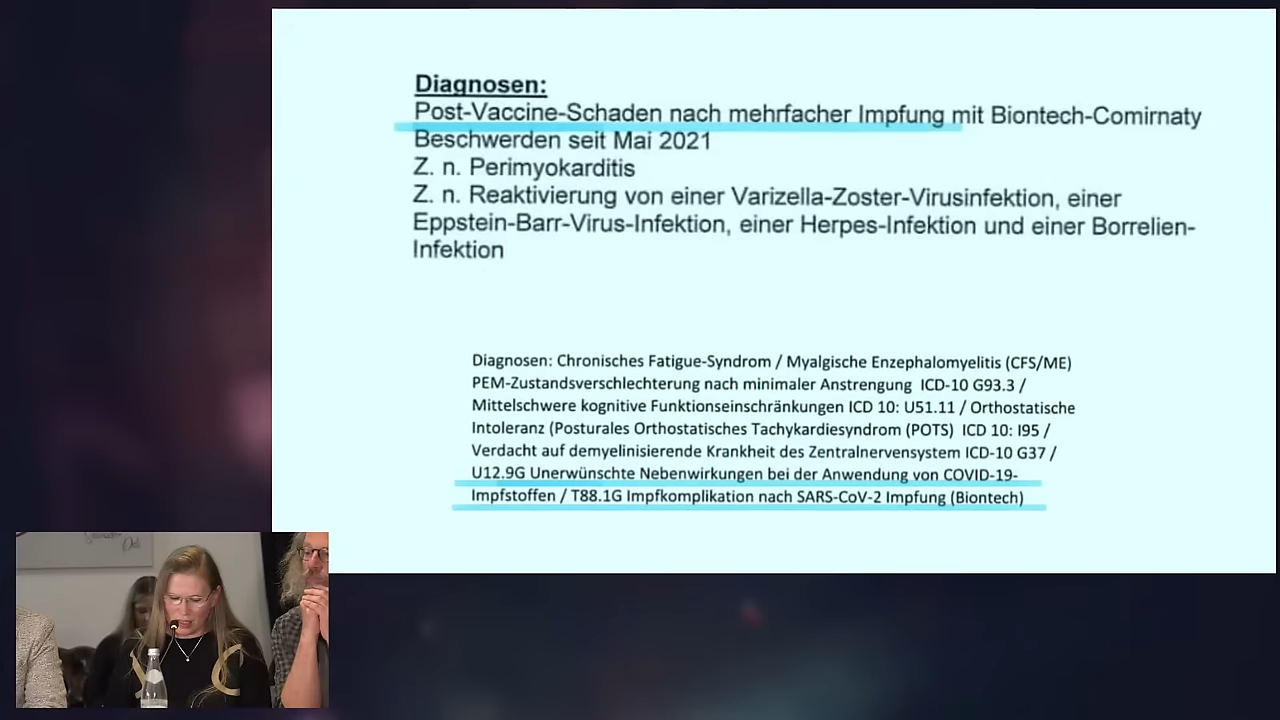 Diagnosen:
Post-Vaccine-Schaden nach mehrfacher Impfung mit Biontech-Comirnaty
Beschwerden seit Mai 2021
Z. n. Perimyokarditis
Z. n. Reaktivierung von einer Varizella-Zoster-Virusinfektion, einer
Eppstein-Barr-Virus-Infektion, einer Herpes-Infektion und einer Borrelien-
Infektion
Diagnosen: Chronisches Fatigue-Syndrom / Myalgische Enzephalomyelitis (CFS/ME)
PEM-Zustandsverschlechterung nach minimaler Anstrengung ICD-10 G93.3 /
Mittelschwere kognitive Funktionseinschränkungen ICD 10: U51.11 / Orthostatische
Intoleranz (Posturales Orthostatisches Tachykardiesyndrom (POTS) ICD 10: I95 /
Verdacht auf demyelinisierende Krankheit des Zentralnervensystem ICD-10 G37 /
U12.9G Unerwünschte Nebenwirkungen bei der Anwendung von COVID-19-
Impfstoffen / T88.1G Impfkomplikation nach SARS-CoV-2 Impfung (Biontech)